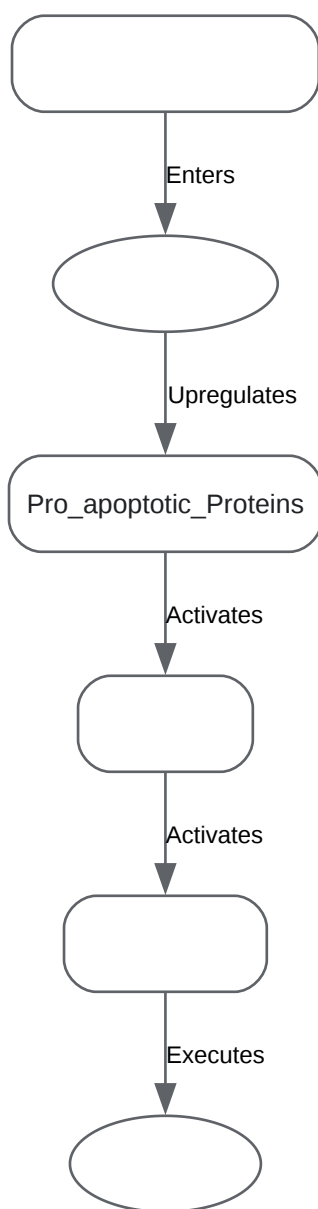 Enters
Upregulates
Pro_apoptotic_Proteins
Activates
Activates
Executes